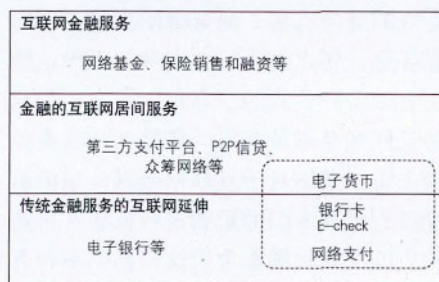 互联网金融服务
网络基金、保险销售和融资等
金融的互联网居间服务
第三方支付平台、P2P信贷、
众筹网络等
电子货币
传统金融服务的互联网延伸
银行卡
E-check
电子银行等
网络支付